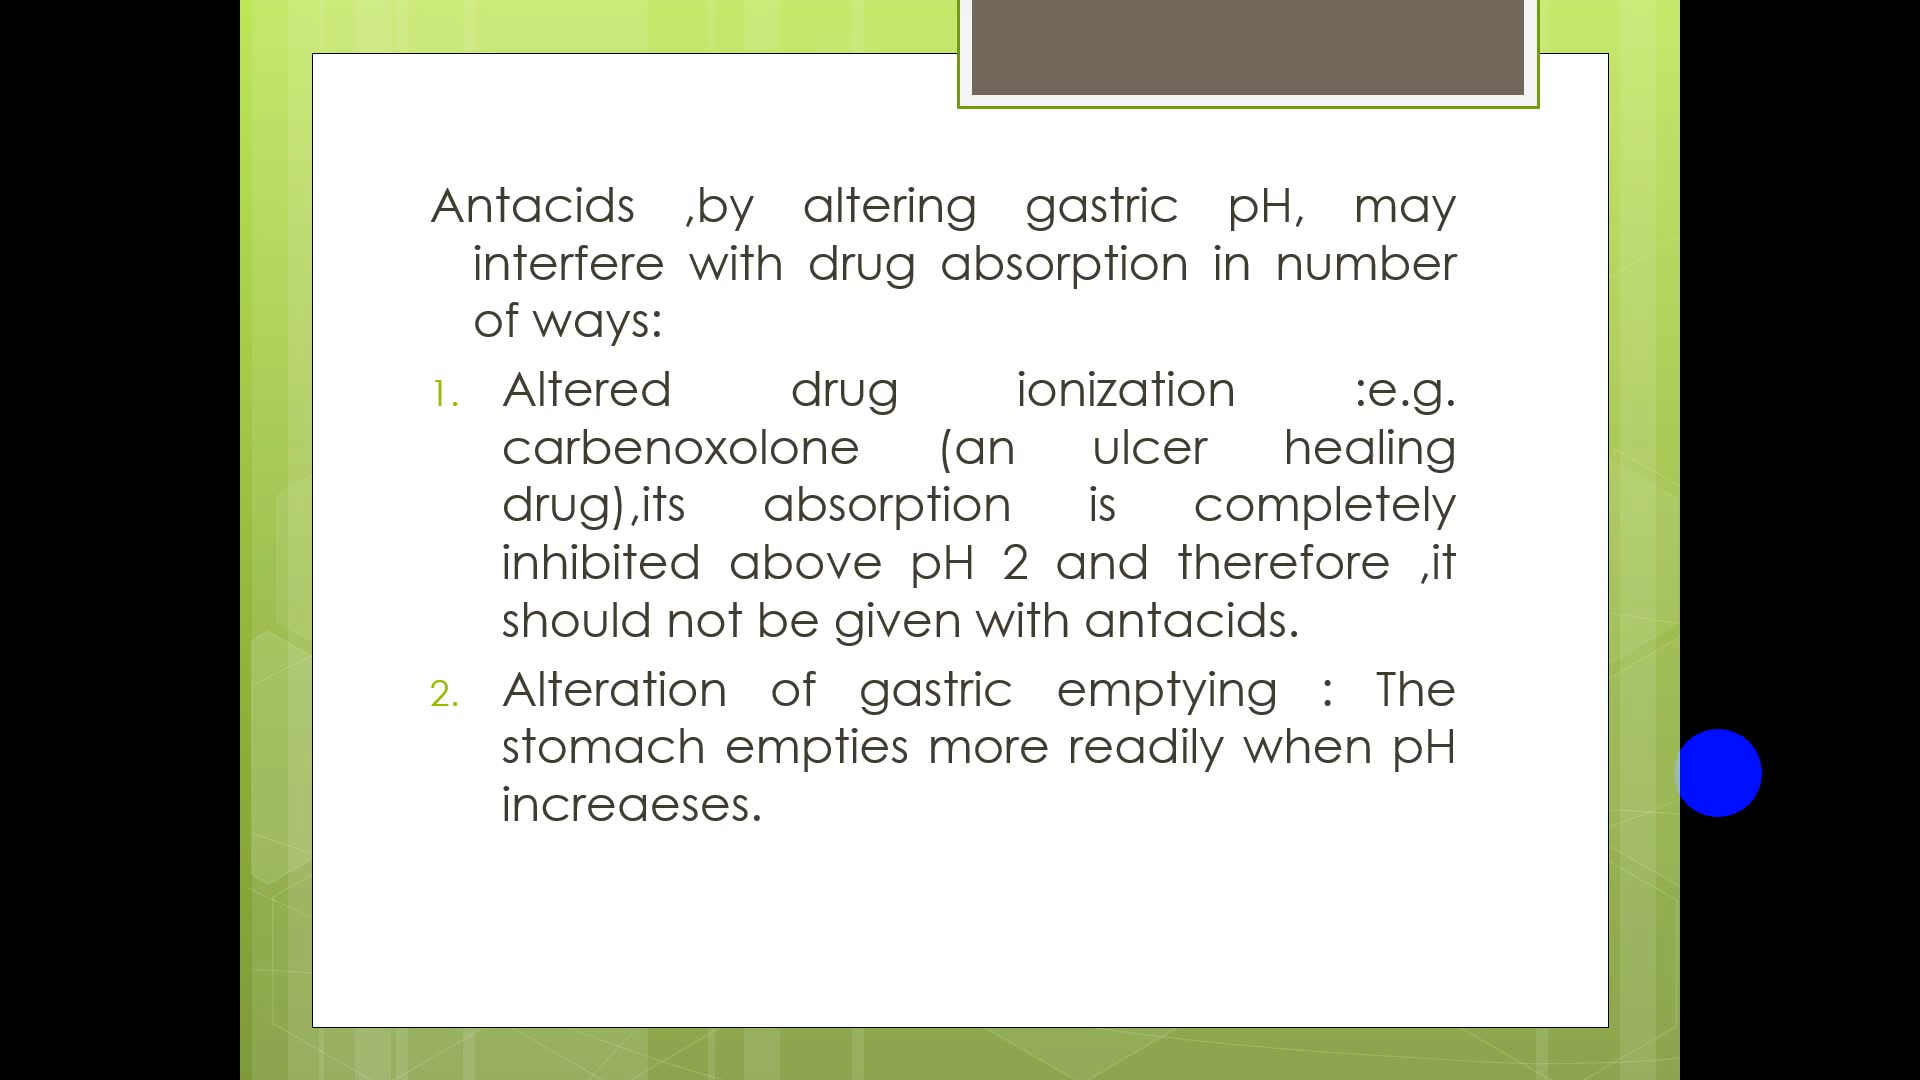 Antacids ,by altering gastric pH, may
interfere with drug absorption in number
of ways:
1. Altered drug ionization :e.g.
carbenoxolone (an ulcer healing
drug),its absorption is completely
inhibited above pH 2 and therefore ,it
should not be given with antacids.
2. Alteration of gastric emptying : The
stomach empties more readily when pH
increaeses.